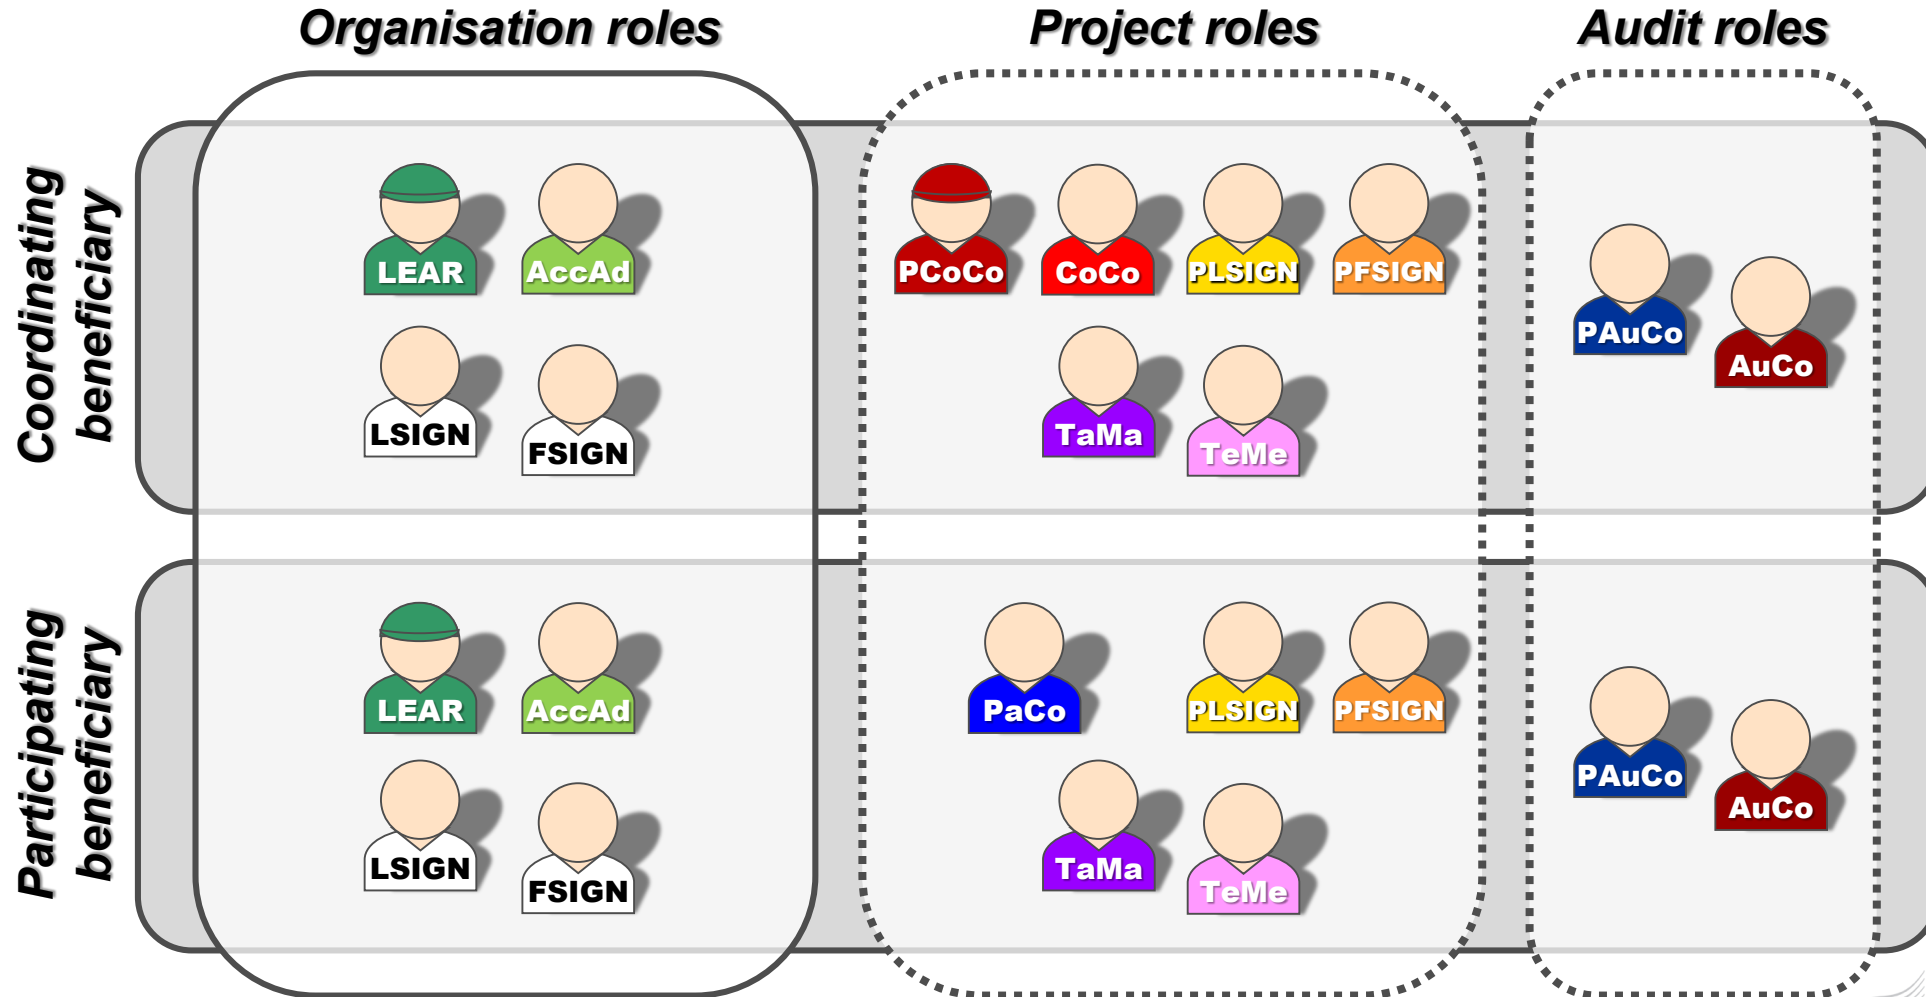 Organisation roles
Project roles
Audit roles
Coordinating
beneficiary
LEAR
AccAd
PCoCo
CoCo
PLSIGN
PFSIGN
PAuCo
AuCo
LSIGN
FSIGN
TaMa
TeMe
Participating
beneficiary
LEAR
AccAd
PaCo
PLSIGN
PFSIGN
PAuCo
AuCo
LSIGN
FSIGN
TaMa
TeMe